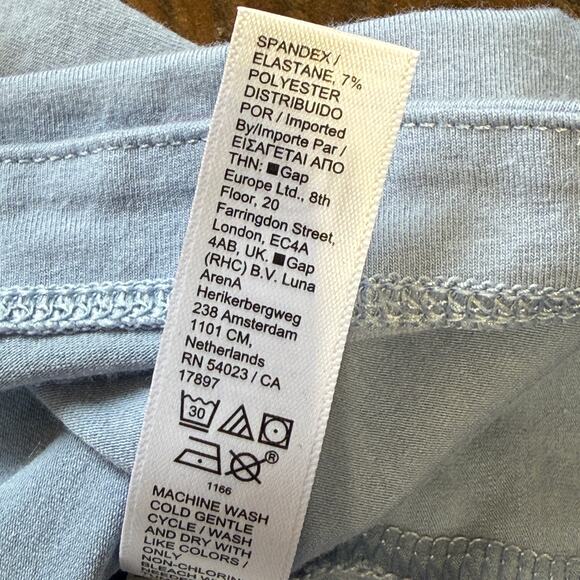 SPANDEX /
ELASTANE, 7%
POLYESTER
DISTRIBUIDO
POR / Imported
By/Importe Par /
ΕΙΣΑΓΕΤΑΙ ΑΠΟ
ΤΗΝ: ■Gap
Europe Ltd., 8th
Floor, 20
Farringdon Street,
London, EC4A
4AB, UK. ■Gap
(RHC) B.V. Luna
ArenA
Herikerbergweg
238 Amsterdam
1101 CM,
Netherlands
RN 54023 / CA
17897
30
®
1166
MACHINE WASH
COLD GENTLE
CYCLE / WASH
AND DRY WITH
LIKE COLORS /
ONLY
NON-CHLORINE
BLEACH